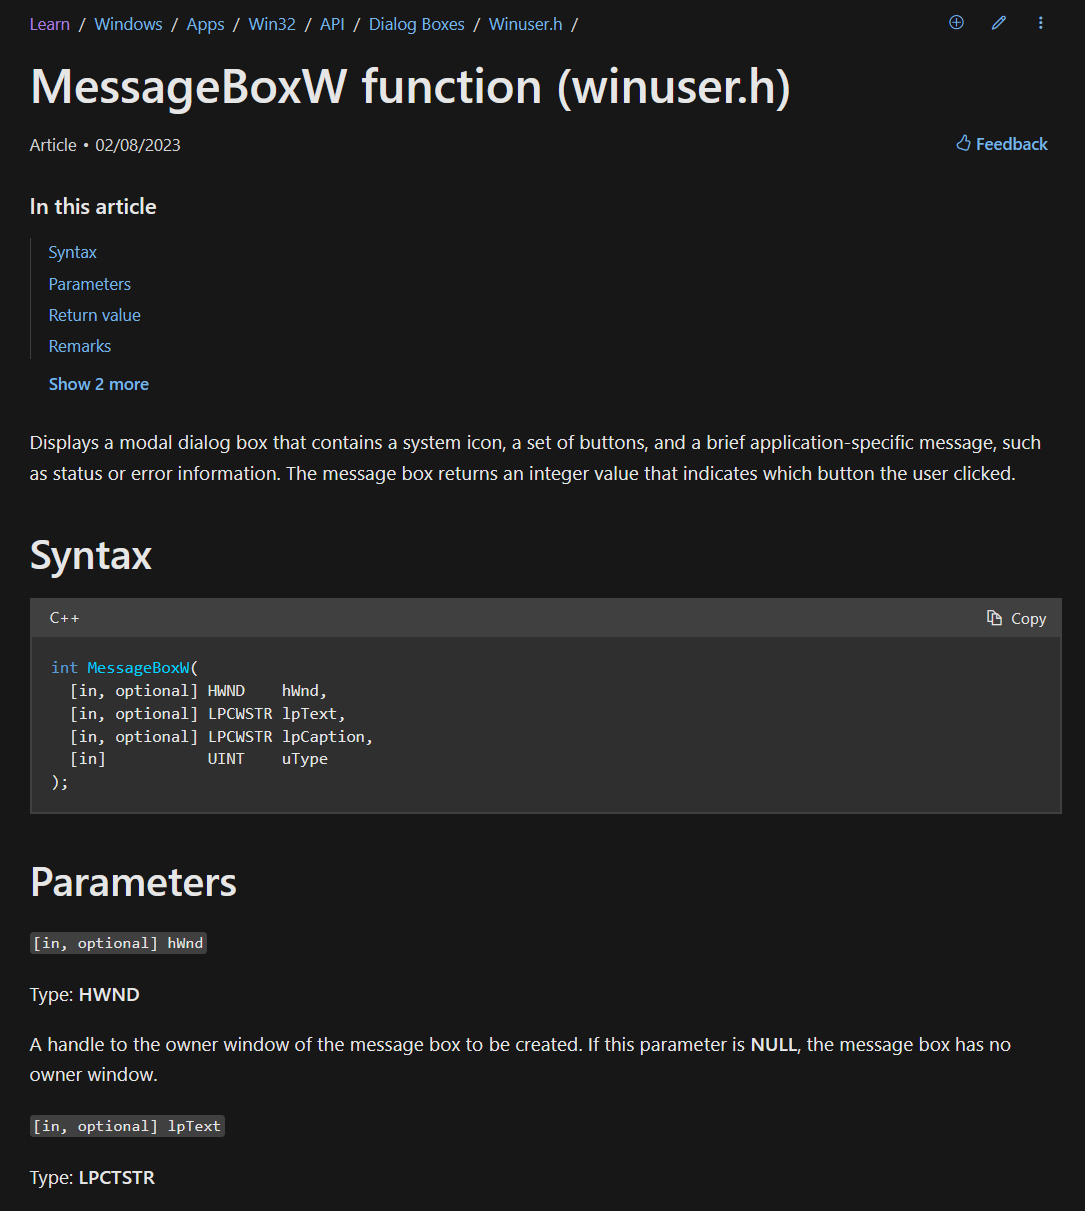 Learn / Windows / Apps / Win32 / API / Dialog Boxes / Winuser.h /
MessageBoxW function (winuser.h)
Article • 02/08/2023
Feedback
In this article
Syntax
Parameters
Return value
Remarks
Show 2 more
Displays a modal dialog box that contains a system icon, a set of buttons, and a brief application-specific message, such
as status or error information. The message box returns an integer value that indicates which button the user clicked.
Syntax
C++
Copy
int MessageBoxW(
  [in, optional] HWND    hWnd,
  [in, optional] LPCWSTR lpText,
  [in, optional] LPCWSTR lpCaption,
  [in]           UINT    uType
);
Parameters
[in, optional] hWnd
Type: HWND
A handle to the owner window of the message box to be created. If this parameter is NULL, the message box has no
owner window.
[in, optional] lpText
Type: LPCTSTR